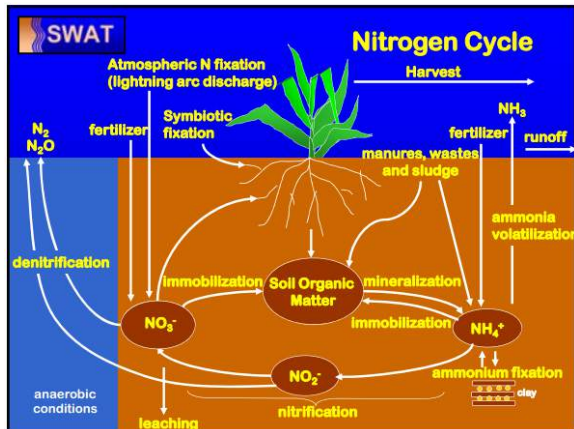 SWAT
Nitrogen Cycle
Atmospheric N fixation
(lightning arc discharge)
Harvest
Symbiotic
fixation
fertilizer
N2
N2O
fertilizer
NH3
runoff
manures, wastes
and sludge
ammonia
volatilization
denitrification
immobilization
Soil Organic
Matter
mineralization
immobilization
NO3-
NH4+
NO2-
ammonium fixation
clay
anaerobic
conditions
leaching
nitrification